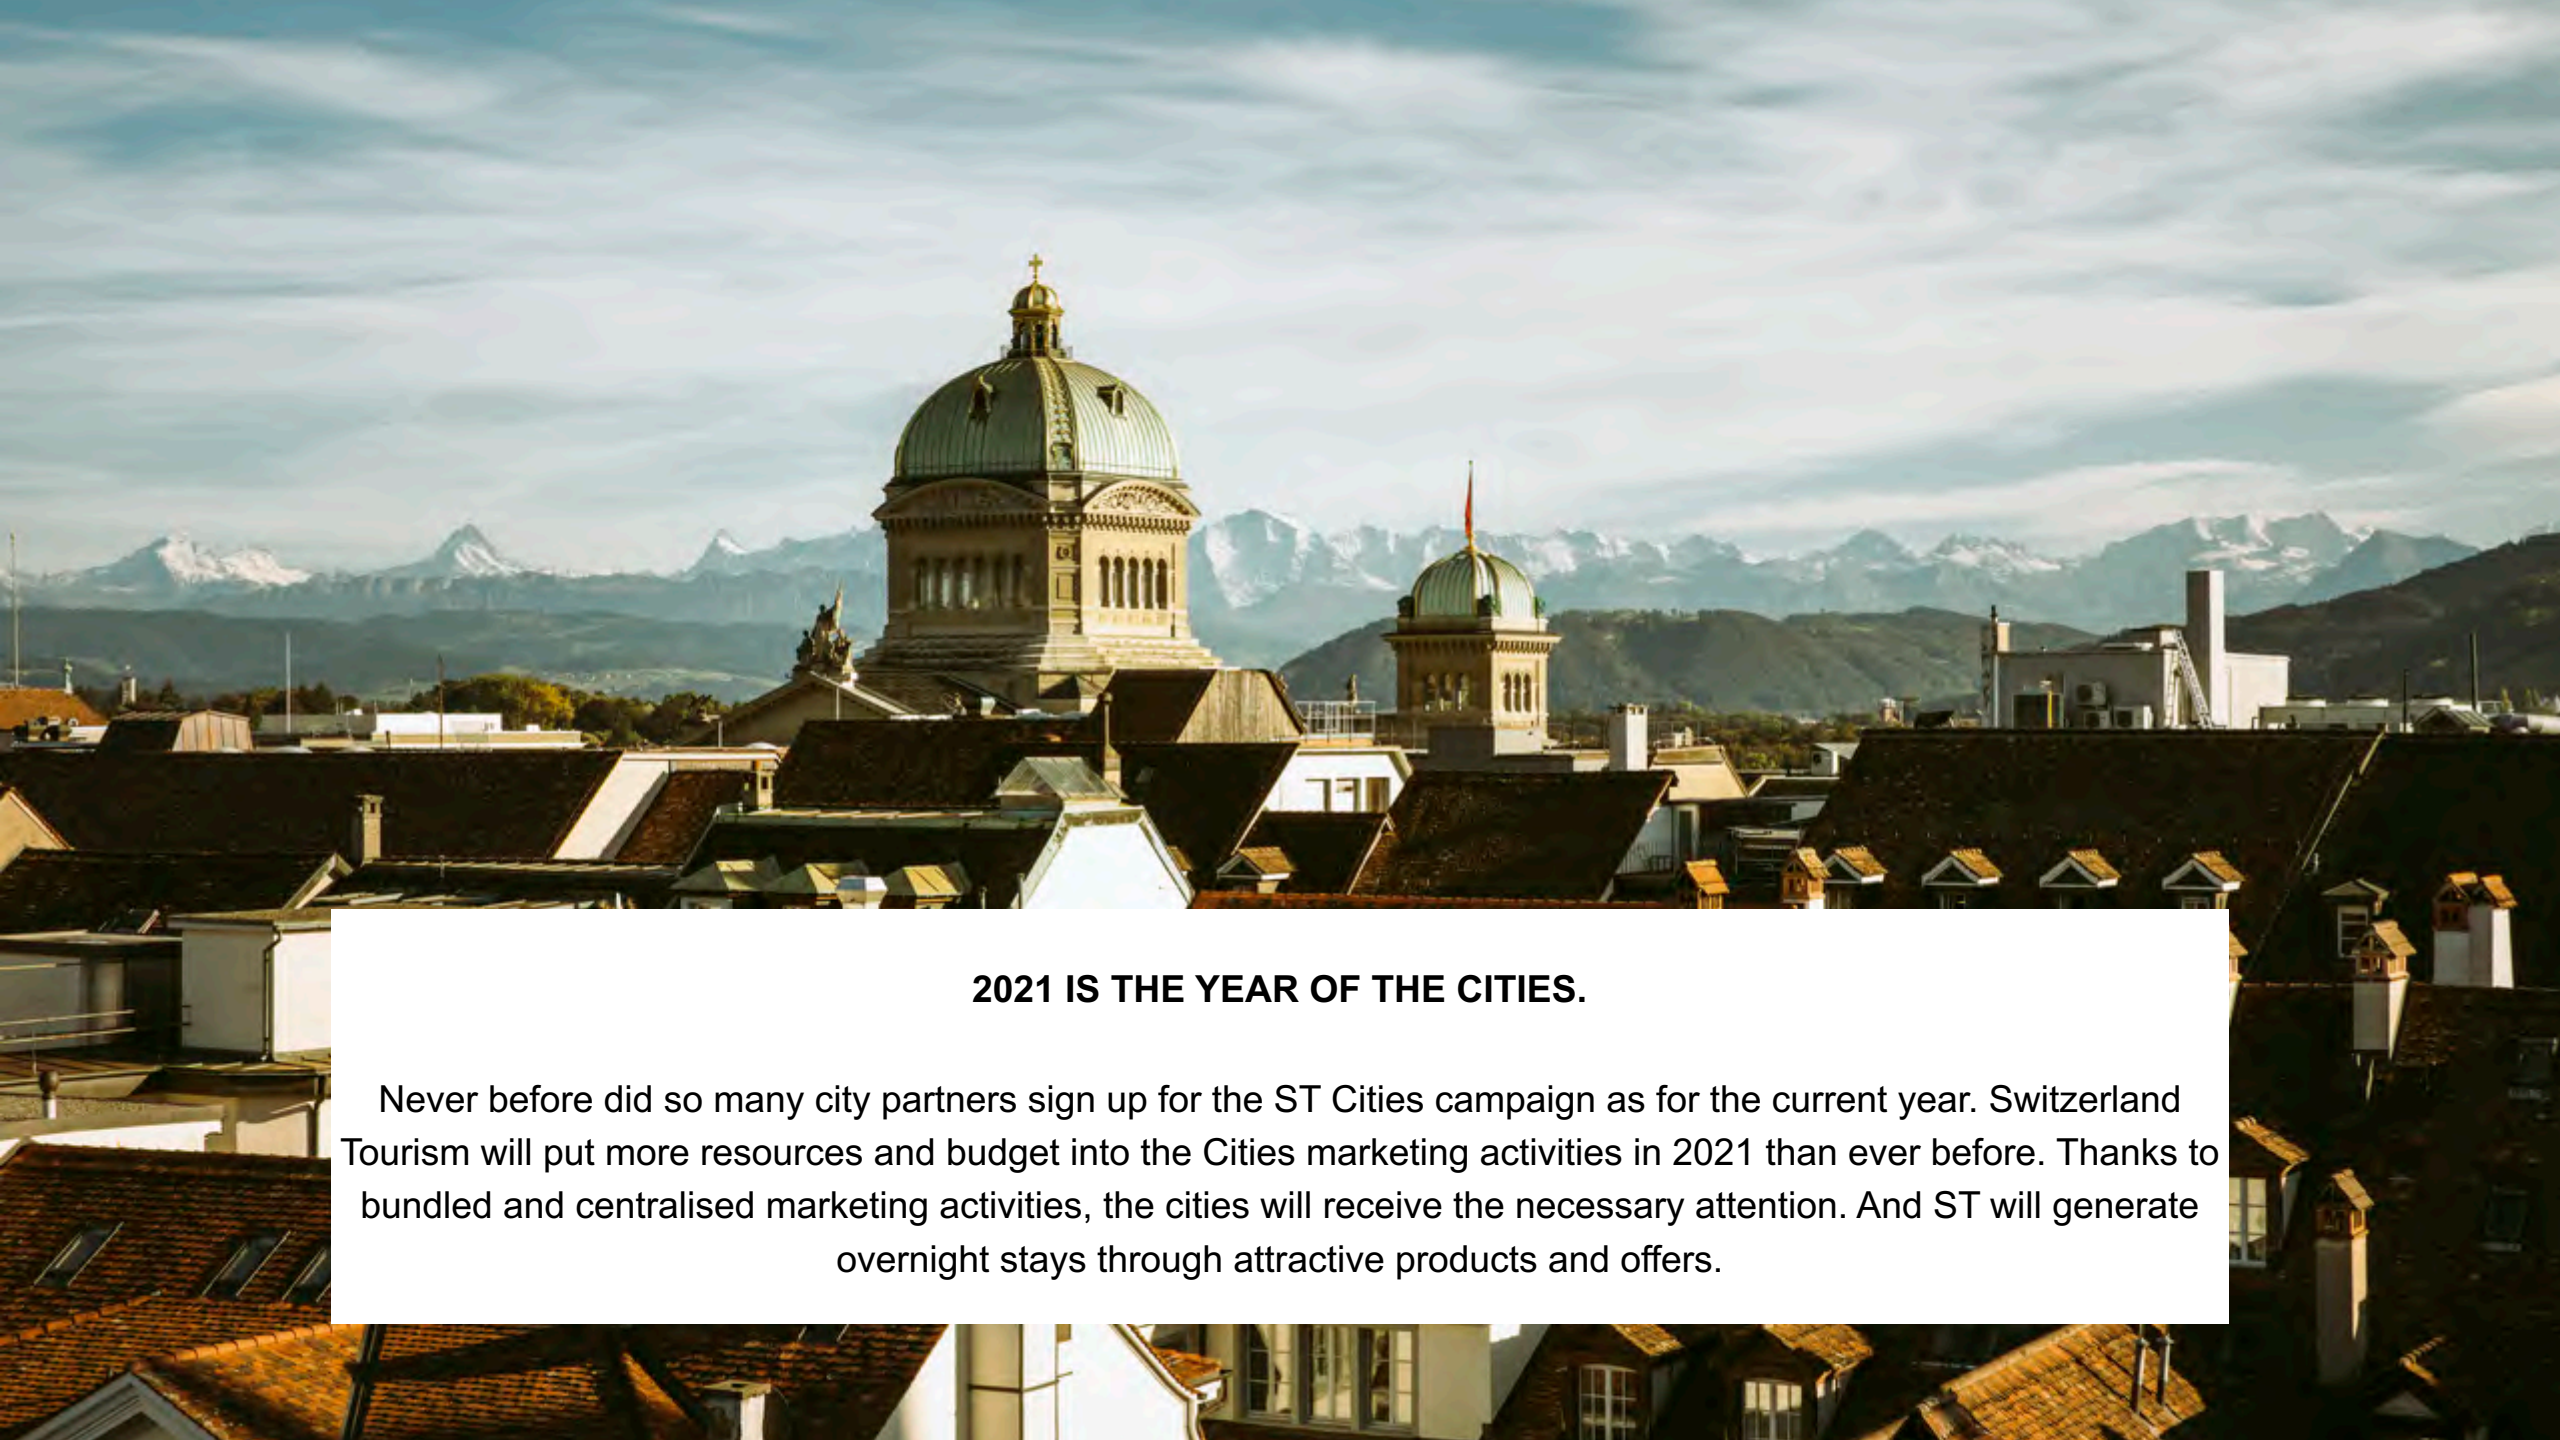 2021 IS THE YEAR OF THE CITIES.
Never before did so many city partners sign up for the ST Cities campaign as for the current year. Switzerland
Tourism will put more resources and budget into the Cities marketing activities in 2021 than ever before. Thanks to
bundled and centralised marketing activities, the cities will receive the necessary attention. And ST will generate
overnight stays through attractive products and offers.